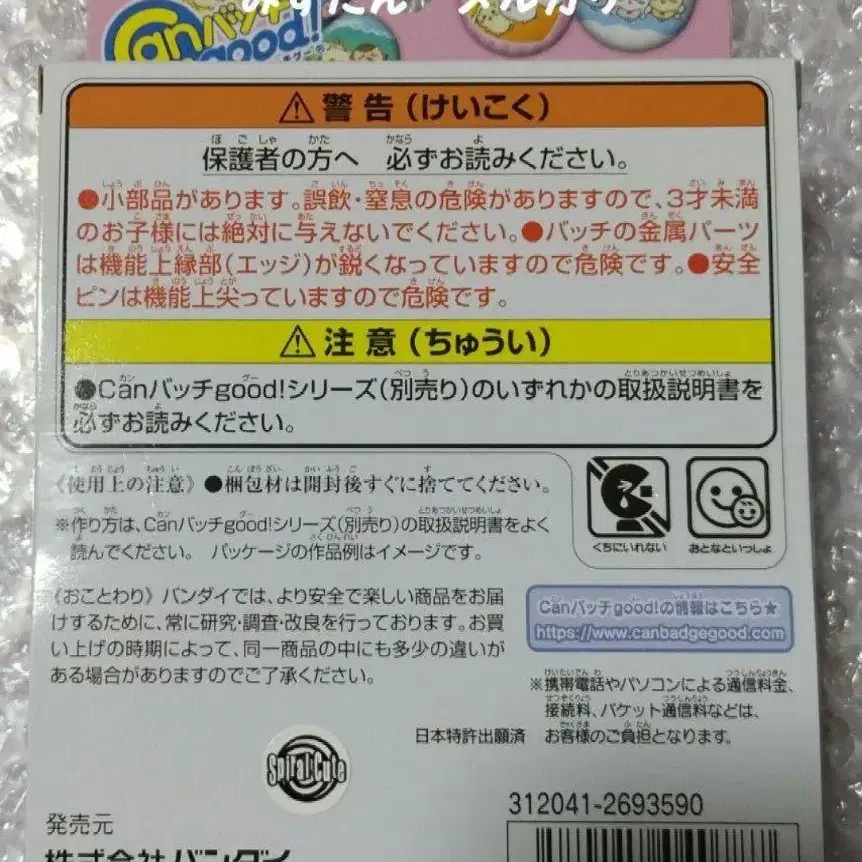 Canバッチ
good!
⚠ 警告(けいこく)
保護者の方へ 必ずお読みください。
●小部品があります。誤飲・窒息の危険がありますので、3才未満
のお子様には絶対に与えないでください。●バッチの金属パーツ
は機能上縁部(エッジ)が鋭くなっていますので危険です。●安全
ピンは機能上尖っていますので危険です。
⚠ 注意(ちゅうい)
●Canバッチgood!シリーズ(別売り)のいずれかの取扱説明書を
必ずお読みください。
《使用上の注意》●梱包材は開封後すぐに捨ててください。
※作り方は、Canバッチgood!シリーズ(別売り)の取扱説明書をよく
読んでください。 パッケージの作品例はイメージです。
くちにいれない
おとなといっしょ
《おことわり》バンダイでは、より安全で楽しい商品をお届
けするために、常に研究・調査・改良を行っております。お買
い上げの時期によって、同一商品の中にも多少の違いが
ある場合がありますのでご了承ください。
Canバッチgood!の情報はこちら★
https://www.canbadgegood.com
※携帯電話やパソコンによる通信料金、
接続料、パケット通信料などは、
お客様のご負担となります。
日本特許出願済
Spiral Cute
312041-2693590
発売元
株式会社バンダイ